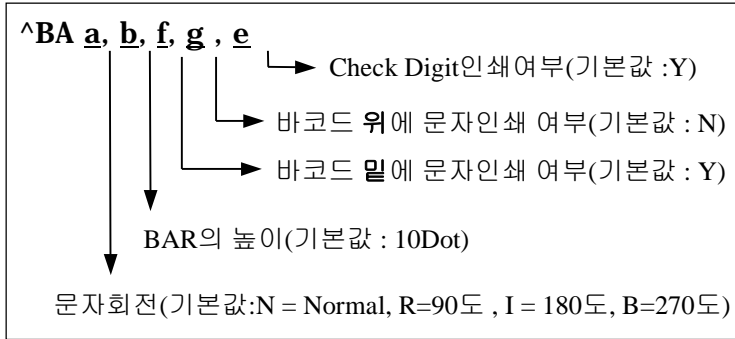 ^BA a, b, f, g , e
Check Digit인쇄여부(기본값 :Y)
바코드 위에 문자인쇄 여부(기본값 : N)
바코드 밑에 문자인쇄 여부(기본값 : Y)
BAR의 높이(기본값 : 10Dot)
문자회전(기본값:N = Normal, R=90도 , I = 180도, B=270도)